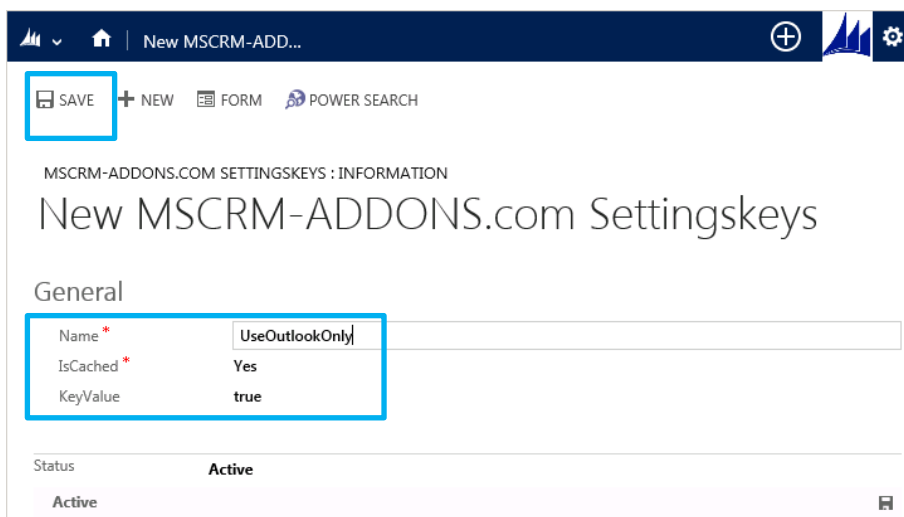 New MSCRM-ADD...
SAVE NEW FORM POWER SEARCH
MSCRM-ADDONS.COM SETTINGSKEYS : INFORMATION
New MSCRM-ADDONS.com Settingskeys
General
Name * UseOutlookOnly
IsCached * Yes
KeyValue true
Status Active
Active